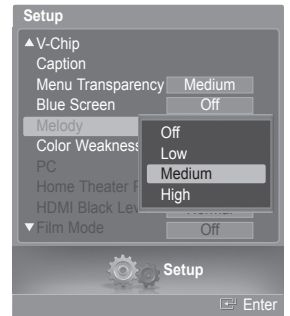 Setup
▲V-Chip
Caption
Menu Transparency Medium
Blue Screen Off
Melody
Color Weakness
PC
Home Theater
HDMI Black
Normal
▼Film Mode Off
Off
Low
Medium
High
Setup
Enter